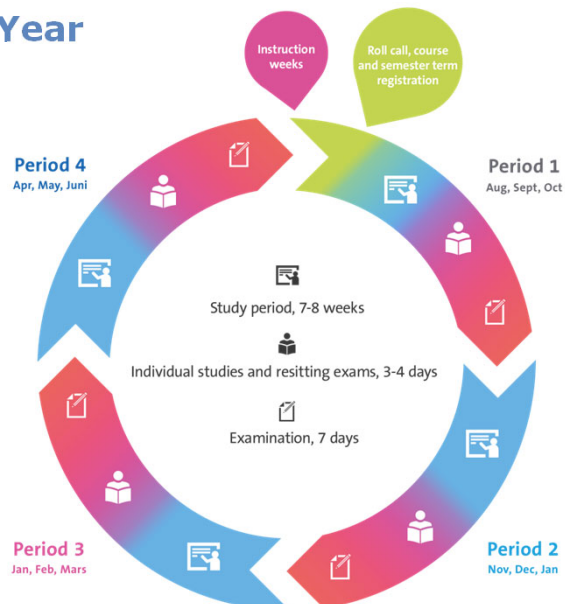 Year
Instruction
weeks
Roll call, course
and semester term
registration
Period 4
Apr, May, Juni
Period 1
Aug, Sept, Oct
Study period, 7-8 weeks
Individual studies and resitting exams, 3-4 days
Examination, 7 days
Period 3
Jan, Feb, Mars
Period 2
Nov, Dec, Jan